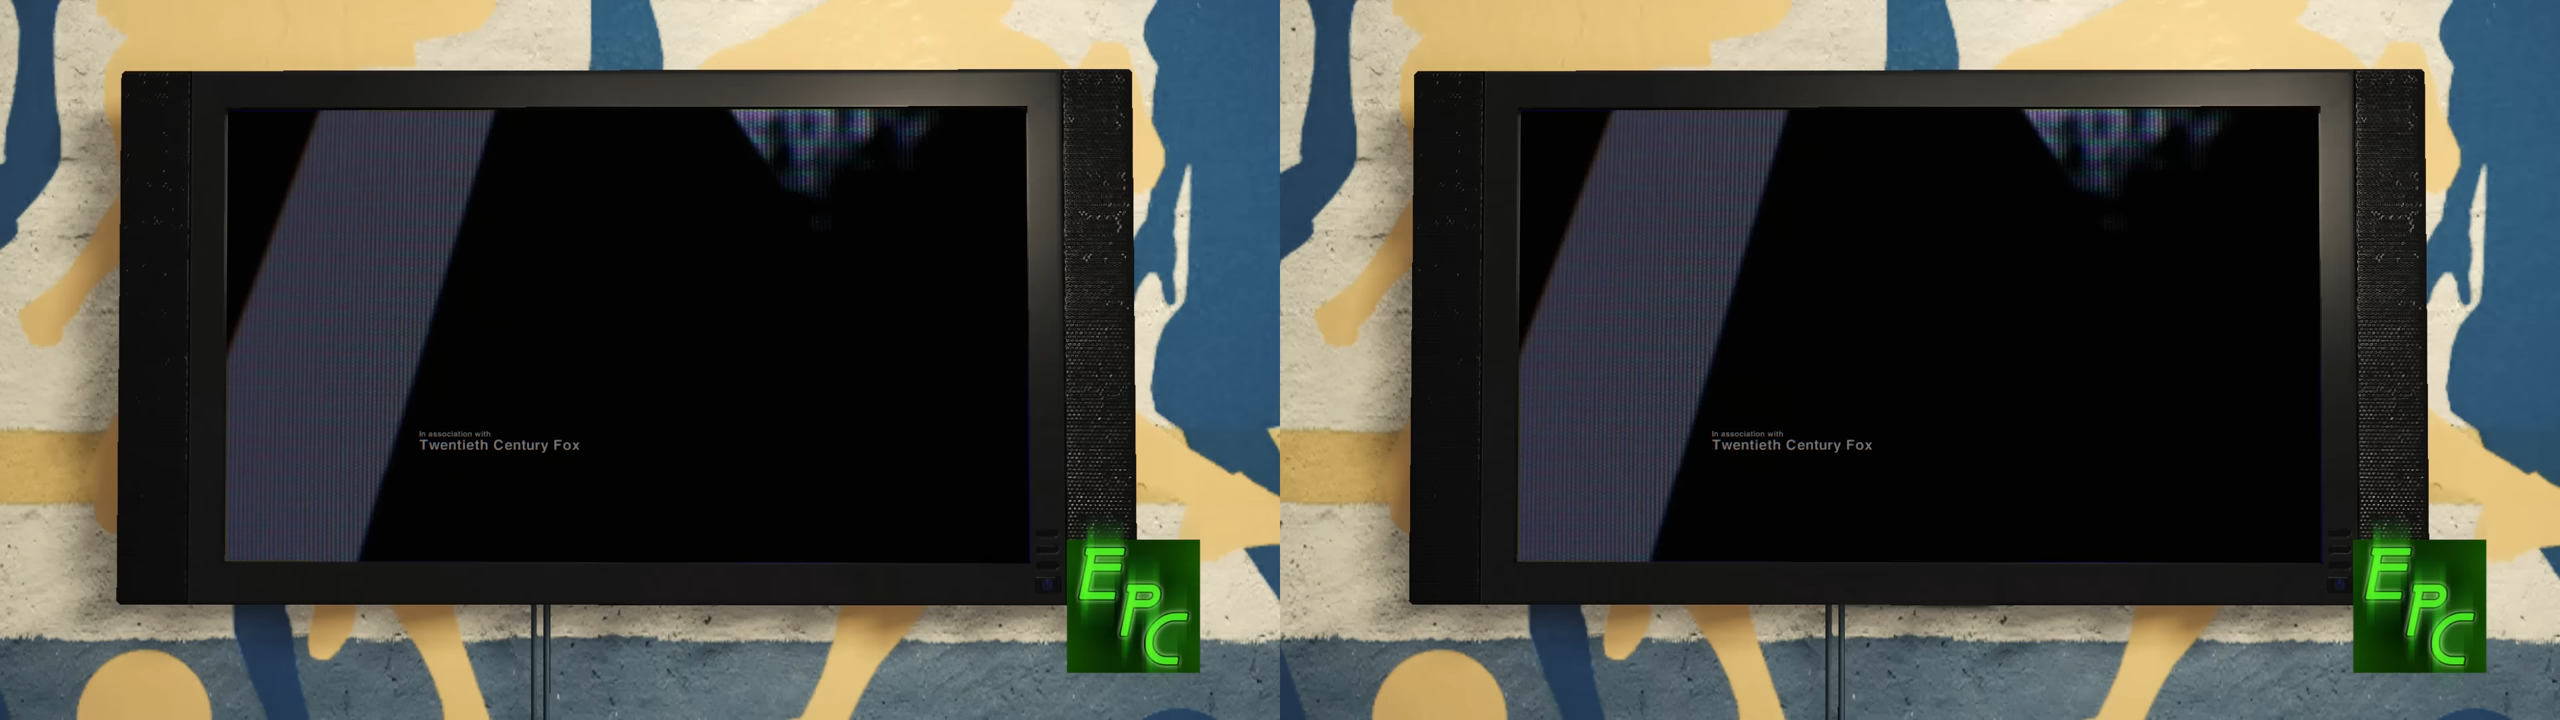 In association with
Twentieth Century Fox
EPC
In association with
Twentieth Century Fox
EPC